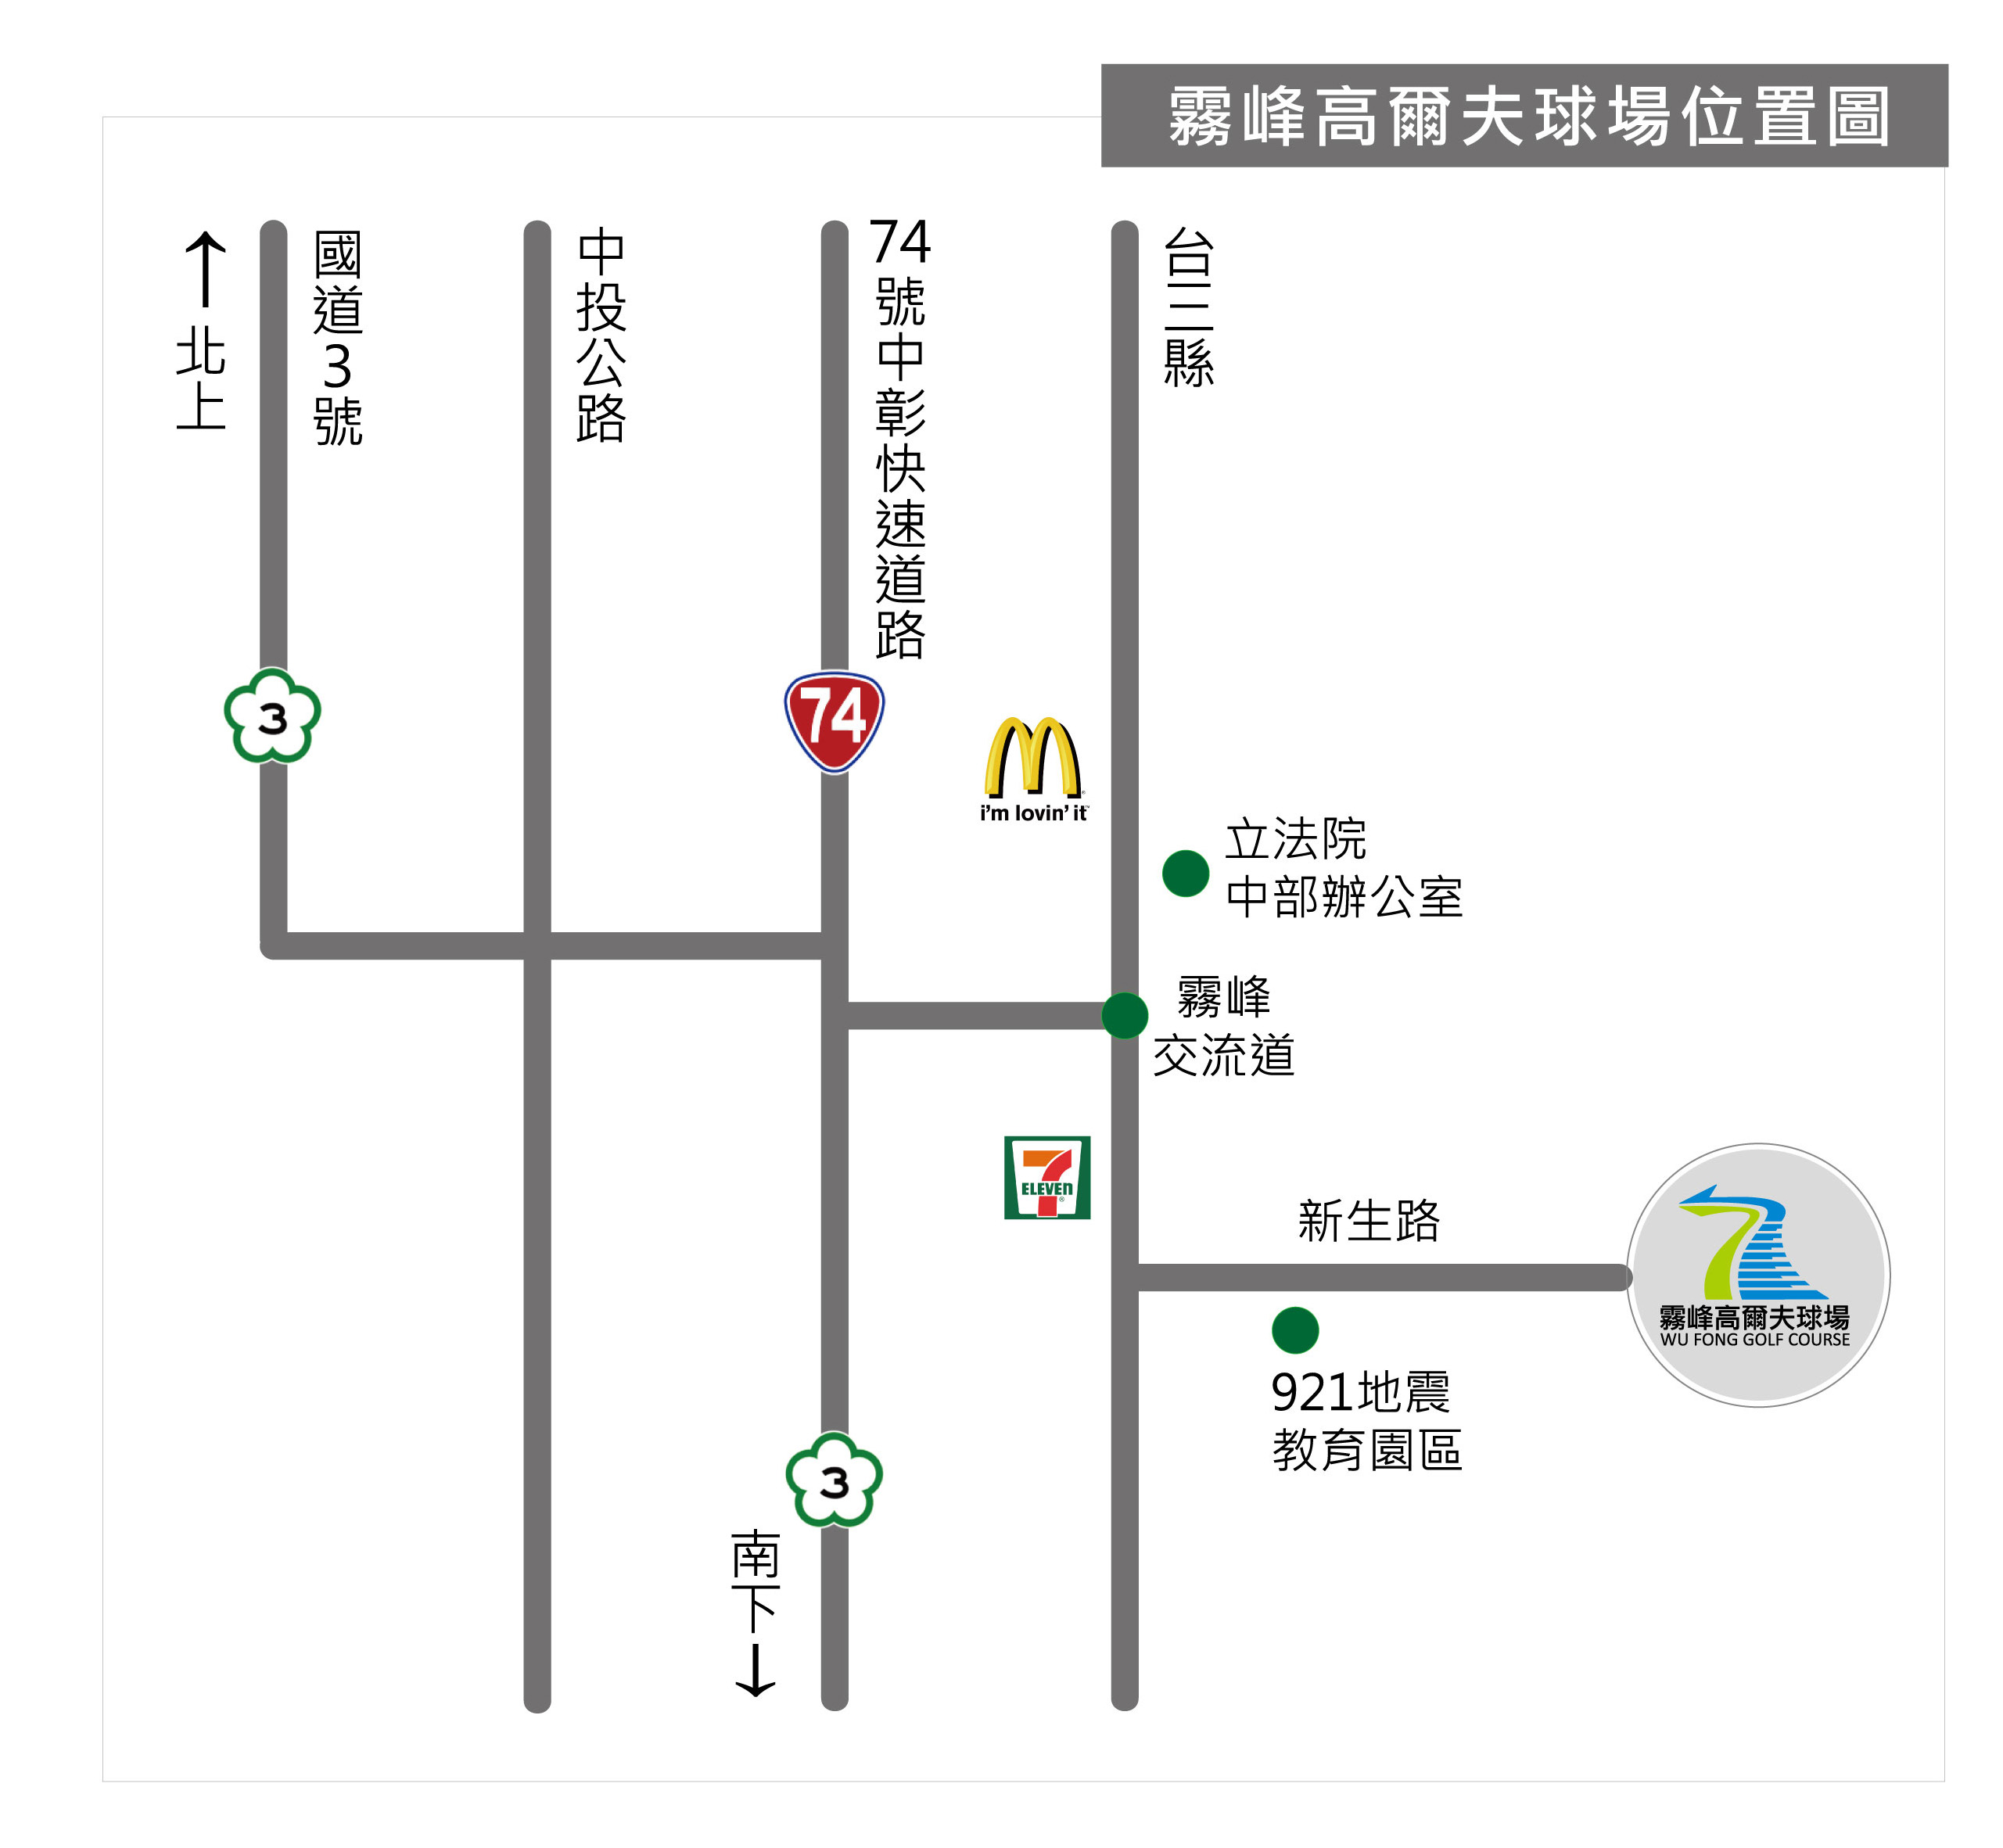 霧峰高爾夫球場位置圖
北上
國道3號
中投公路
74號中彰快速道路
台三縣
3
74
i'm lovin' it
立法院
中部辦公室
霧峰
交流道
7
ELEVEN
新生路
霧峰高爾夫球場
WU FONG GOLF COURSE
921地震
教育園區
3
南下